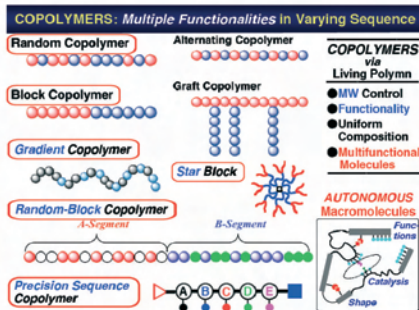 COPOLYMERS: Multiple Functionalities in Varying Sequence
Random Copolymer
Alternating Copolymer
Block Copolymer
Graft Copolymer
Gradient Copolymer
Star Block
Random-Block Copolymer
A-Segment
B-Segment
Precision Sequence
Copolymer
A B C D E
COPOLYMERS
via
Living Polymn
MW Control
Functionality
Uniform
Composition
Multifunctional
Molecules
AUTONOMOUS
Macromolecules
Func-
tions
Catalysis
Shape